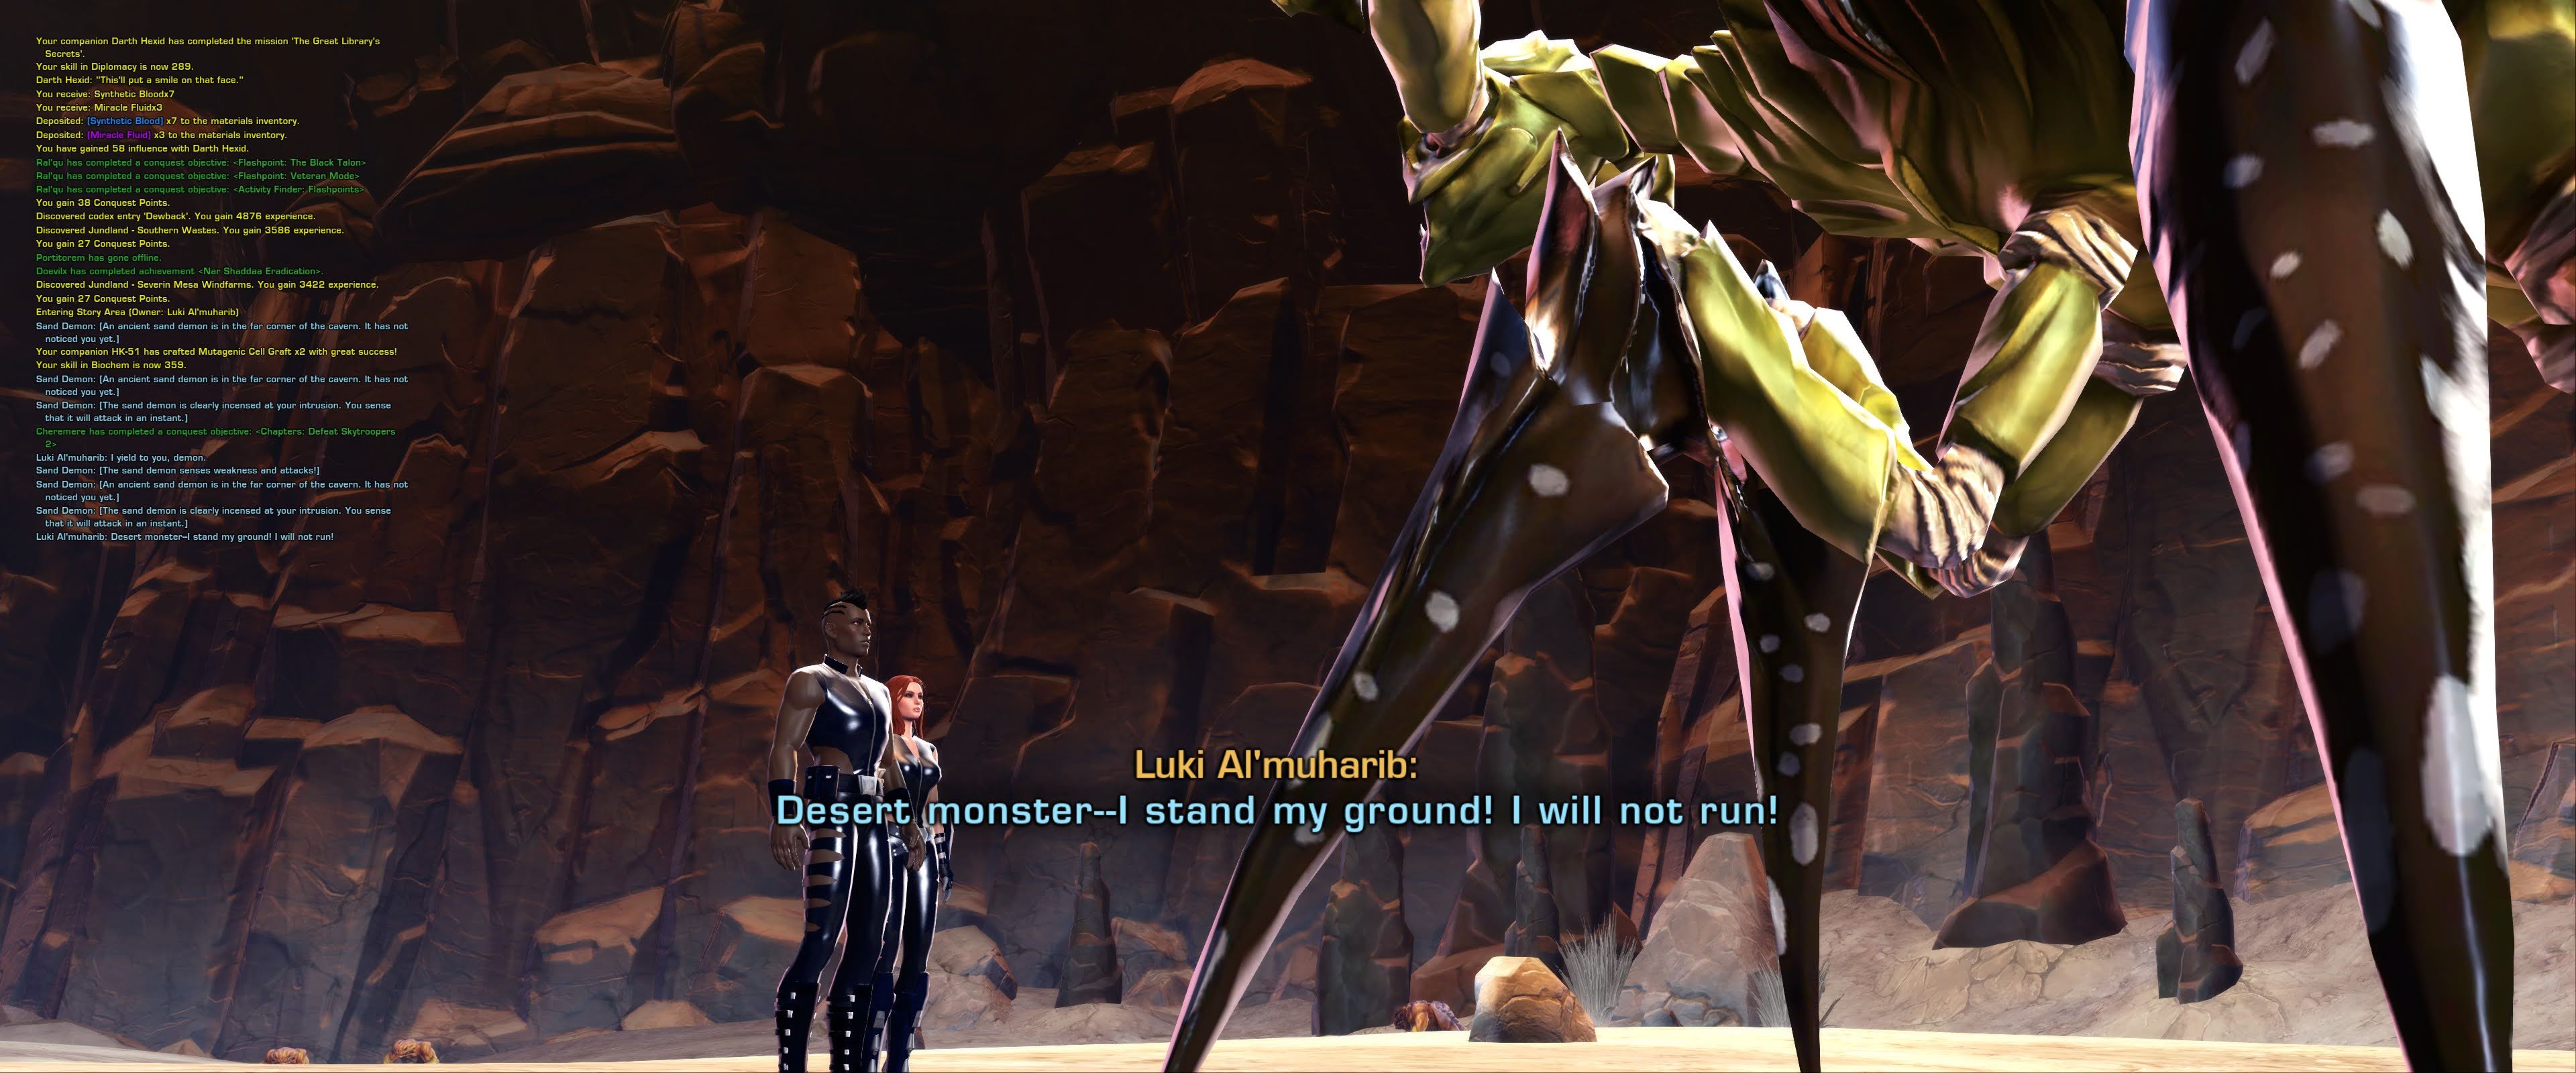 Your companion Darth Hexid has completed the mission 'The Great Library's
Secrets'.
Your skill in Diplomacy is now 289.
Darth Hexid: "This'll put a smile on that face."
You receive: Synthetic Bloodx7
You receive: Miracle Fluidx3
Deposited: [Synthetic Blood] x7 to the materials inventory.
Deposited: [Miracle Fluid] x3 to the materials inventory.
You have gained 58 influence with Darth Hexid.
Ral'qu has completed a conquest objective: <Flashpoint: The Black Talon>
Ral'qu has completed a conquest objective: <Flashpoint: Veteran Mode>
Ral'qu has completed a conquest objective: <Activity Finder: Flashpoints>
You gain 38 Conquest Points.
Discovered codex entry 'Dewback'. You gain 4876 experience.
Discovered Jundland - Southern Wastes. You gain 3586 experience.
You gain 27 Conquest Points.
Portitorem has gone offline.
Doevilx has completed achievement <Nar Shaddaa Eradication>.
Discovered Jundland - Severin Mesa Windfarms. You gain 3422 experience.
You gain 27 Conquest Points.
Entering Story Area (Owner: Luki Al'muharib)
Sand Demon: [An ancient sand demon is in the far corner of the cavern. It has not
noticed you yet.]
Your companion HK-51 has crafted Mutagenic Cell Graft x2 with great success!
Your skill in Biochem is now 359.
Sand Demon: [An ancient sand demon is in the far corner of the cavern. It has not
noticed you yet.]
Sand Demon: [The sand demon is clearly incensed at your intrusion. You sense
that it will attack in an instant.]
Cheremere has completed a conquest objective: <Chapters: Defeat Skytroopers
2>
Luki Al'muharib: I yield to you, demon.
Sand Demon: [The sand demon senses weakness and attacks!]
Sand Demon: [An ancient sand demon is in the far corner of the cavern. It has not
noticed you yet.]
Sand Demon: [The sand demon is clearly incensed at your intrusion. You sense
that it will attack in an instant.]
Luki Al'muharib: Desert monster--I stand my ground! I will not run!
Luki Al'muharib:
Desert monster--I stand my ground! I will not run!